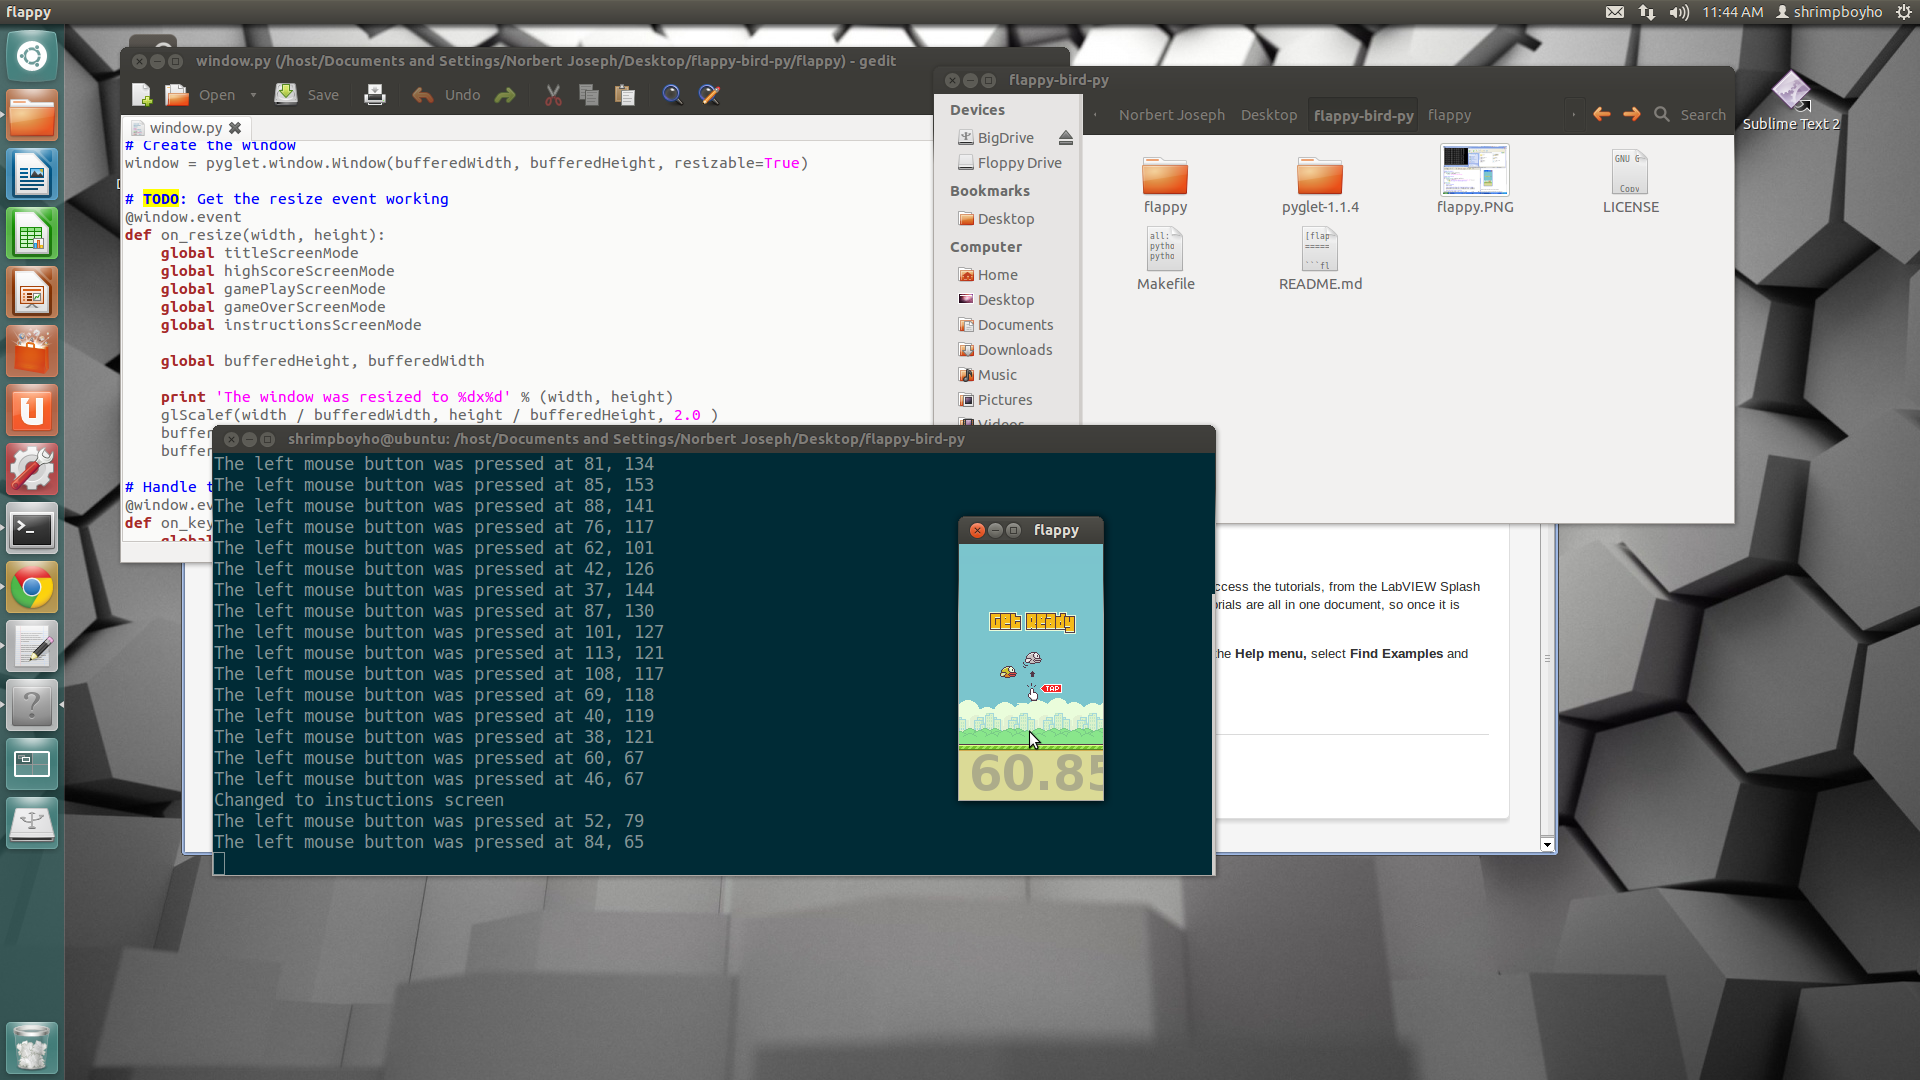 flappy
11:44 AM
shrimpboyho
window.py (/host/Documents and Settings/Norbert Joseph/Desktop/flappy-bird-py/flappy) - gedit
Open
Save
Undo
window.py
# Create the window
window = pyglet.window.Window(bufferedWidth, bufferedHeight, resizable=True)
# TODO: Get the resize event working
@window.event
def on_resize(width, height):
    global titleScreenMode
    global highScoreScreenMode
    global gamePlayScreenMode
    global gameOverScreenMode
    global instructionsScreenMode
    global bufferedHeight, bufferedWidth
    print 'The window was resized to %dx%d' % (width, height)
    glScalef(width / bufferedWidth, height / bufferedHeight, 2.0 )
    buffe
    buffe
# Handle t
@window.ev
def on_key
    global
flappy-bird-py
Devices
BigDrive
Floppy Drive
Bookmarks
Desktop
Computer
Home
Desktop
Documents
Downloads
Music
Pictures
Videos
Norbert Joseph
Desktop
flappy-bird-py
flappy
Search
flappy
pyglet-1.1.4
flappy.PNG
GNU G
Copy
LICENSE
all:
pytho
pytho
Makefile
[flap
=====
```fl
README.md
Sublime Text 2
shrimpboyho@ubuntu: /host/Documents and Settings/Norbert Joseph/Desktop/flappy-bird-py
The left mouse button was pressed at 81, 134
The left mouse button was pressed at 85, 153
The left mouse button was pressed at 88, 141
The left mouse button was pressed at 76, 117
The left mouse button was pressed at 62, 101
The left mouse button was pressed at 42, 126
The left mouse button was pressed at 37, 144
The left mouse button was pressed at 87, 130
The left mouse button was pressed at 101, 127
The left mouse button was pressed at 113, 121
The left mouse button was pressed at 108, 117
The left mouse button was pressed at 69, 118
The left mouse button was pressed at 40, 119
The left mouse button was pressed at 38, 121
The left mouse button was pressed at 60, 67
The left mouse button was pressed at 46, 67
Changed to instuctions screen
The left mouse button was pressed at 52, 79
The left mouse button was pressed at 84, 65
flappy
Get Ready
TAP
60.85
ccess the tutorials, from the LabVIEW Splash
rials are all in one document, so once it is
the Help menu, select Find Examples and